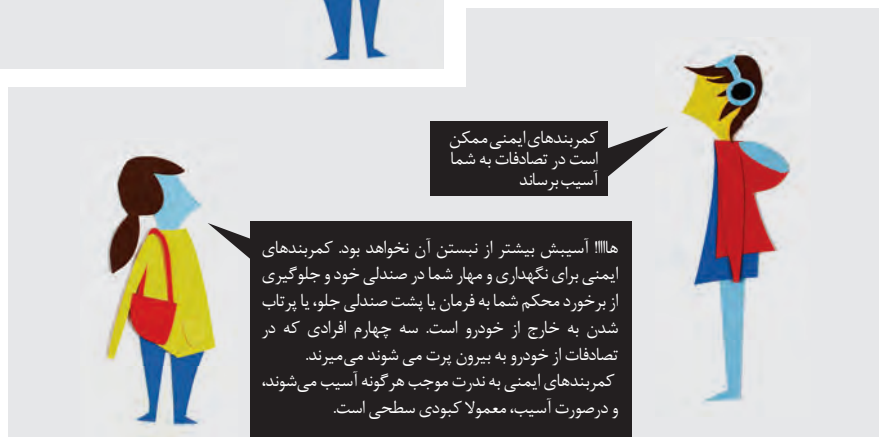 کمربندهای ایمنی ممکن
است در تصادفات به شما
آسیب برساند
هاااا! آسیبش بیشتر از نبستن آن نخواهد بود. کمربندهای
ایمنی برای نگهداری و مهار شما در صندلی خود و جلوگیری
از برخورد محکم شما به فرمان یا پشت صندلی جلو، یا پرتاب
شدن به خارج از خودرو است. سه چهارم افرادی که در
تصادفات از خودرو به بیرون پرت می شوند می‌میرند.
کمربندهای ایمنی به ندرت موجب هرگونه آسیب می‌شوند،
و درصورت آسیب، معمولا کبودی سطحی است.